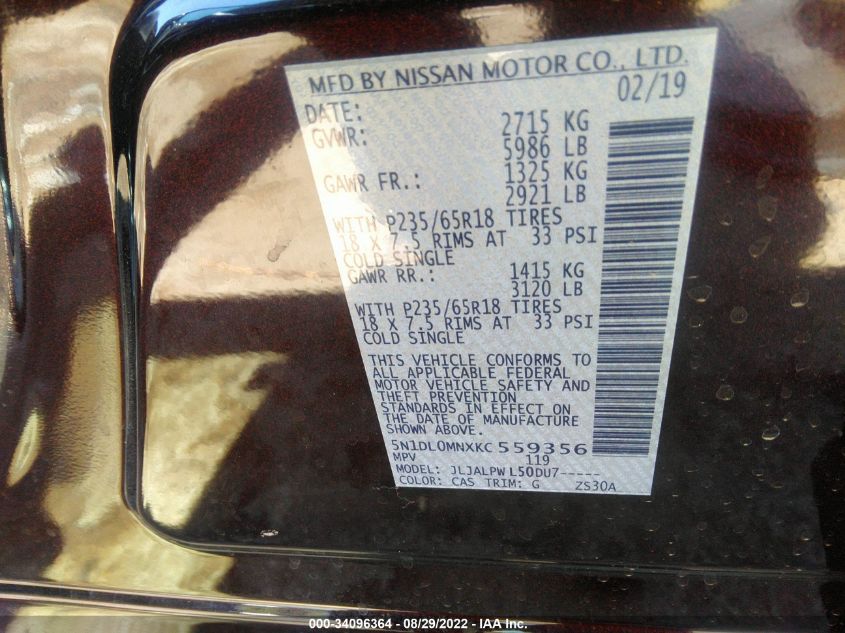 MFD BY NISSAN MOTOR CO., LTD.
DATE: 02/19
GVWR: 2715 KG
5986 LB
GAWR FR.: 1325 KG
2921 LB
WITH P235/65R18 TIRES
18 X 7.5 RIMS AT 33 PSI
COLD SINGLE
GAWR RR.: 1415 KG
3120 LB
WITH P235/65R18 TIRES
18 X 7.5 RIMS AT 33 PSI
COLD SINGLE
THIS VEHICLE CONFORMS TO
ALL APPLICABLE FEDERAL
MOTOR VEHICLE SAFETY AND
THEFT PREVENTION
STANDARDS IN EFFECT ON
THE DATE OF MANUFACTURE
SHOWN ABOVE.
5N1DL0MNXKC 559356
MPV 119
MODEL: JLJALPW L50DU7-----
COLOR: CAS TRIM: G ZS30A
000-34096364 - 08/29/2022 - IAA Inc.